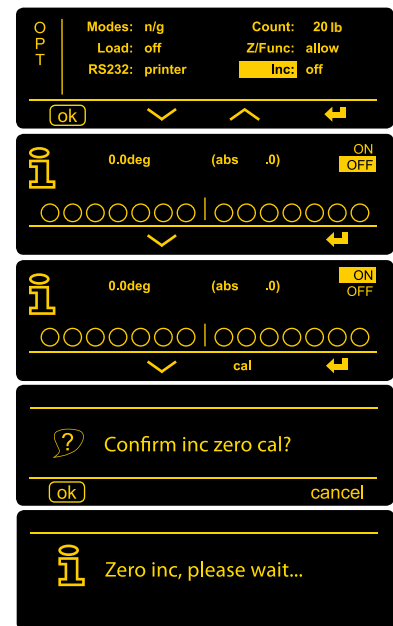 OPT
Modes: n/g Count: 20 lb
Load: off Z/Func: allow
RS232: printer Inc: off
ok
0.0deg (abs .0) ON
OFF
0.0deg (abs .0) ON
OFF
cal
? Confirm inc zero cal?
ok cancel
Zero inc, please wait...